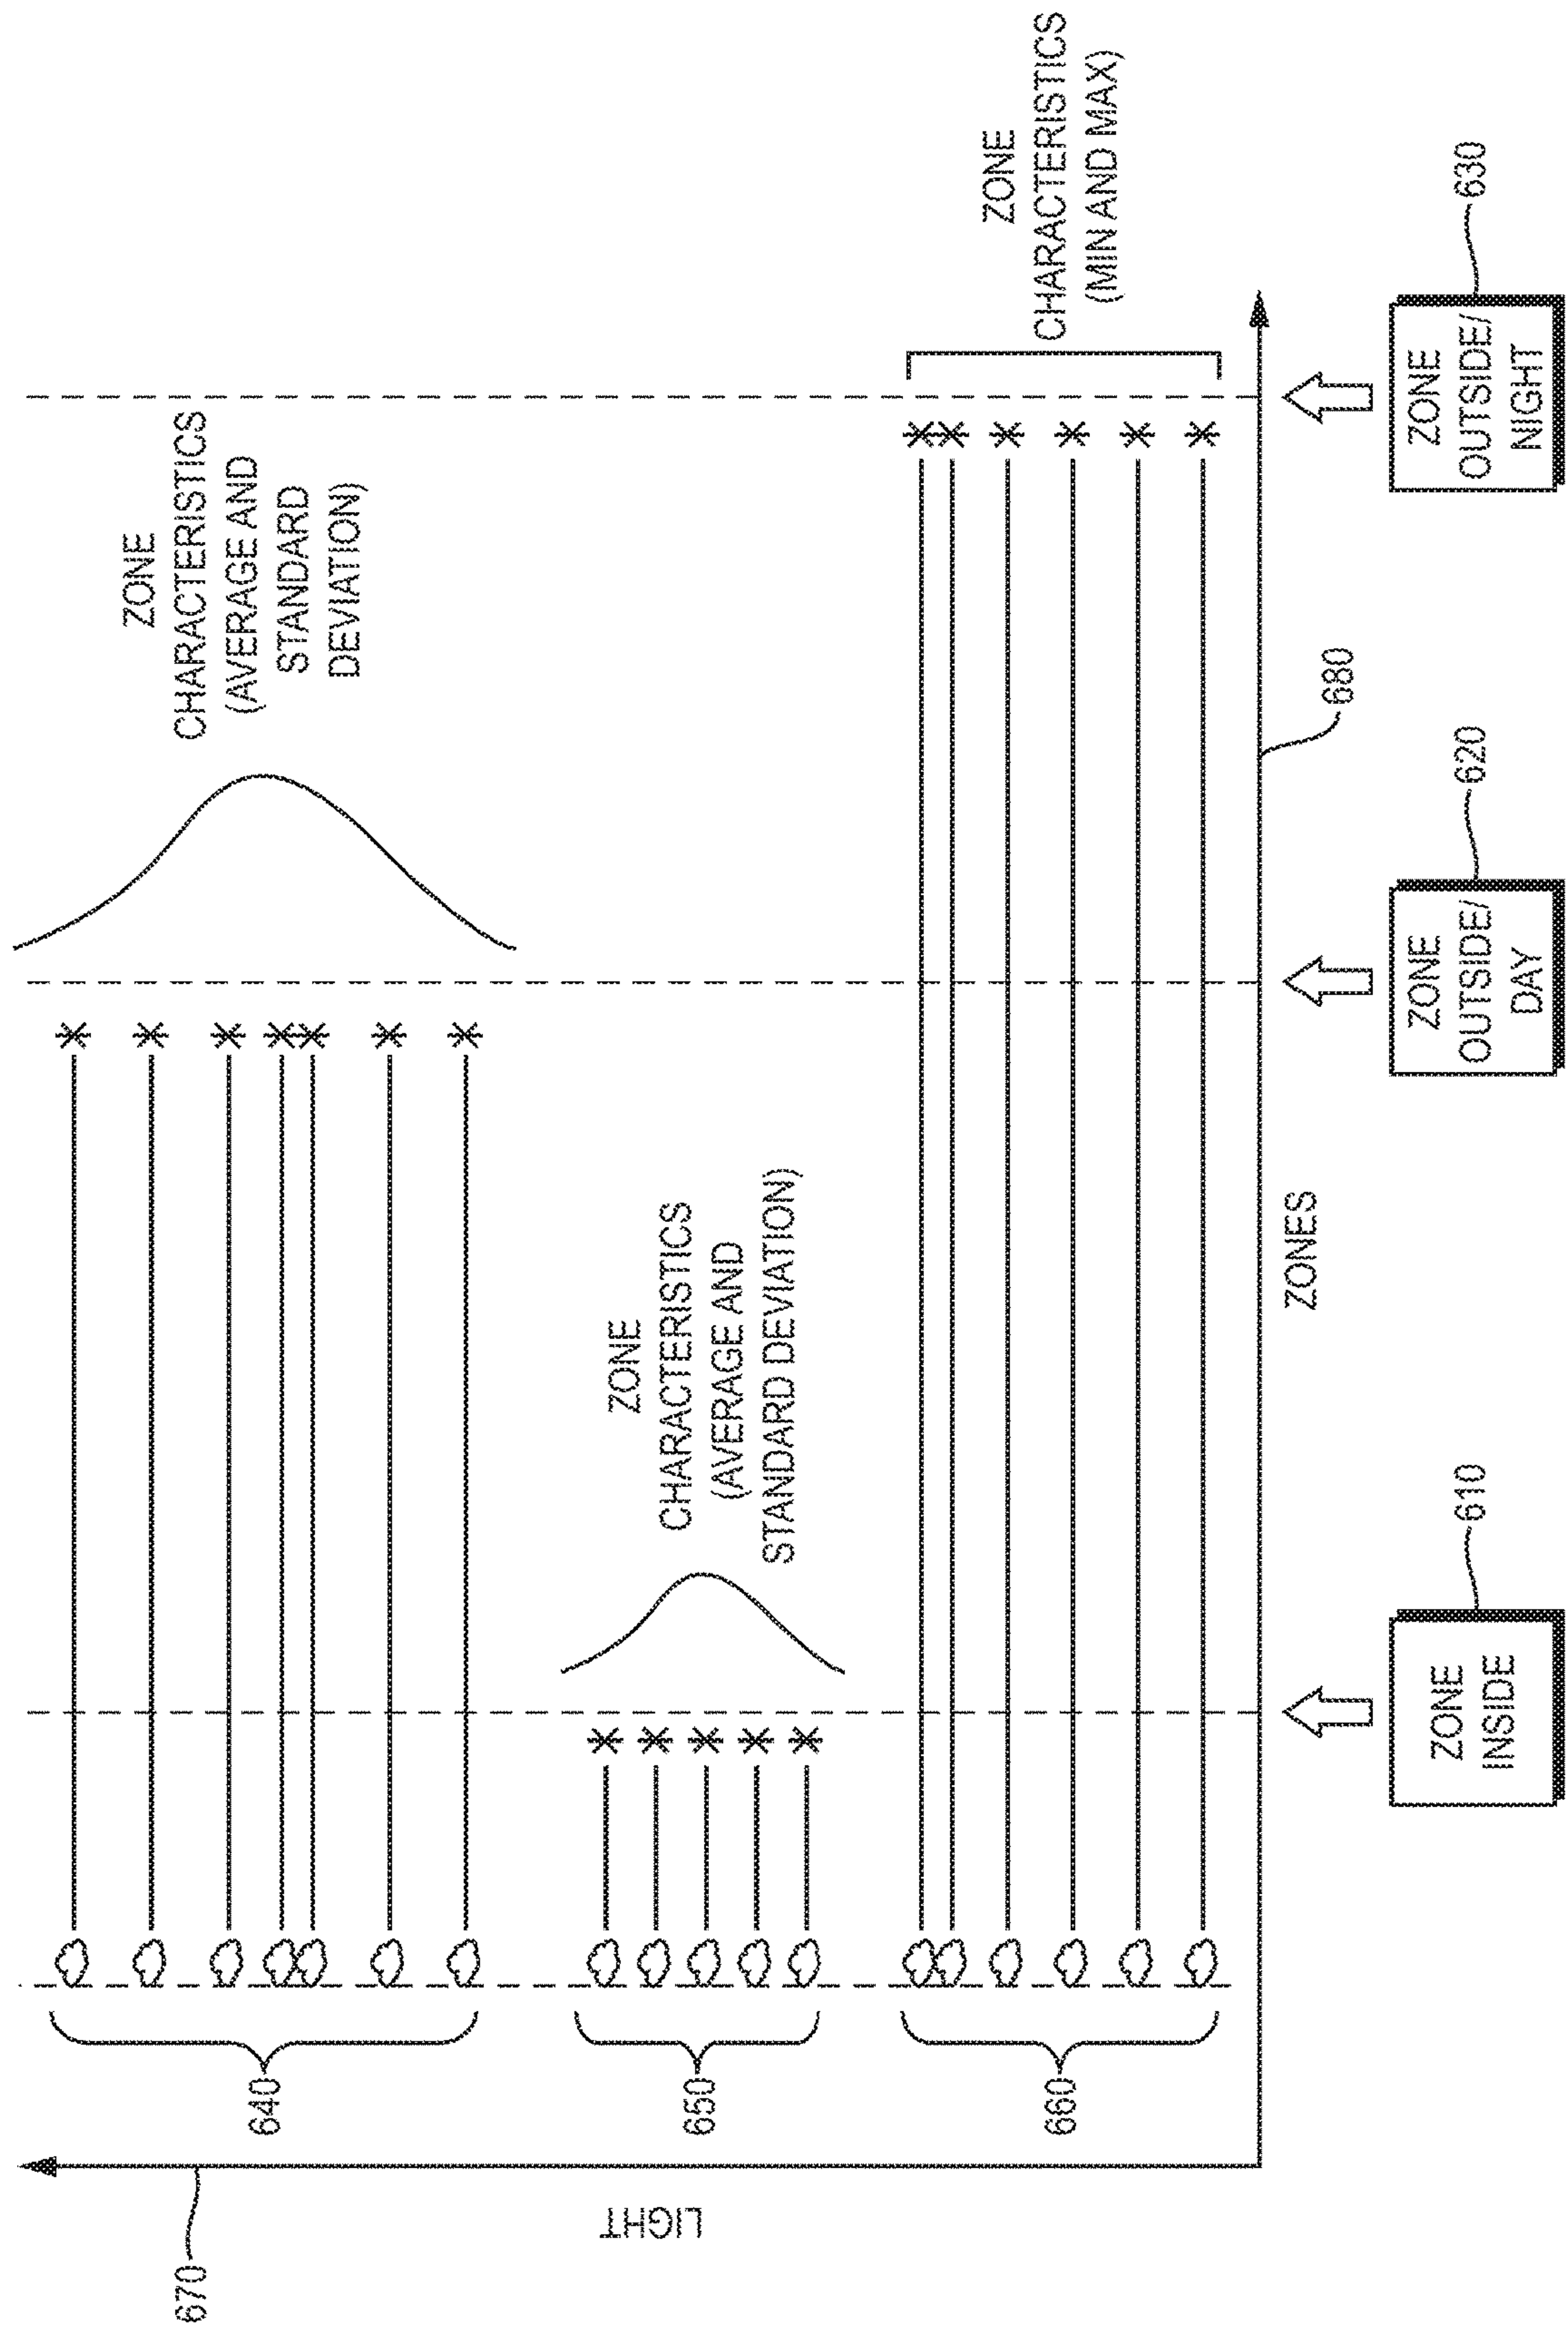 670
LIGHT
640
650
660
ZONE
CHARACTERISTICS
(AVERAGE AND
STANDARD
DEVIATION)
ZONE
CHARACTERISTICS
(AVERAGE AND
STANDARD DEVIATION)
ZONE
CHARACTERISTICS
(MIN AND MAX)
ZONES
680
ZONE
INSIDE
610
ZONE
OUTSIDE/
DAY
620
ZONE
OUTSIDE/
NIGHT
630